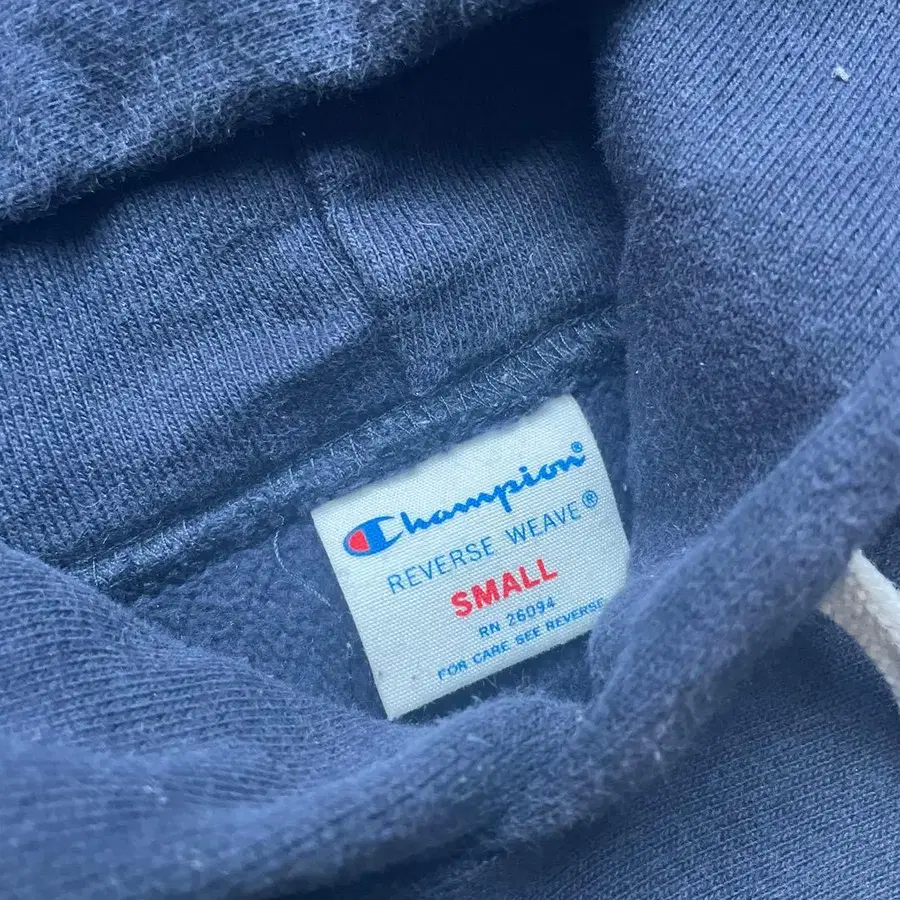 Champion®
REVERSE WEAVE®
SMALL
RN 26094
FOR CARE SEE REVERSE